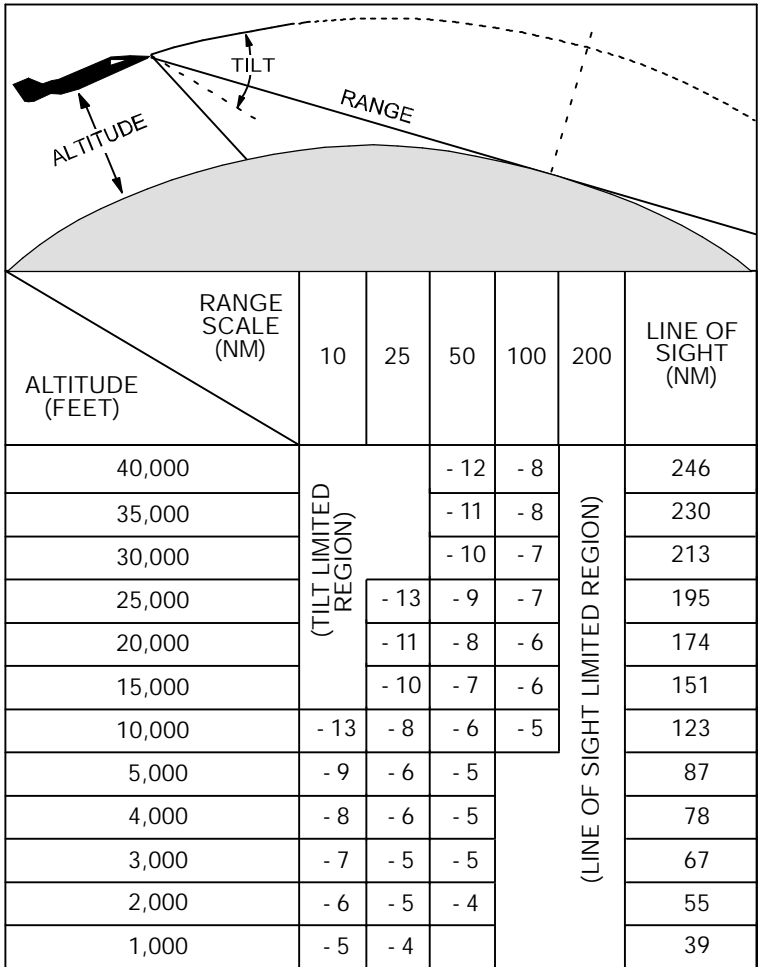 TILT
RANGE
ALTITUDE
RANGE
SCALE
(NM)
ALTITUDE
(FEET)
10 25 50 100 200
LINE OF
SIGHT
(NM)
40,000 - 12 - 8 246
35,000 - 11 - 8 230
30,000 - 10 - 7 213
25,000 - 13 - 9 - 7 195
20,000 - 11 - 8 - 6 174
15,000 - 10 - 7 - 6 151
10,000 - 13 - 8 - 6 - 5 123
5,000 - 9 - 6 - 5 87
4,000 - 8 - 6 - 5 78
3,000 - 7 - 5 - 5 67
2,000 - 6 - 5 - 4 55
1,000 - 5 - 4 39
(TILT LIMITED
REGION)
(LINE OF SIGHT LIMITED REGION)